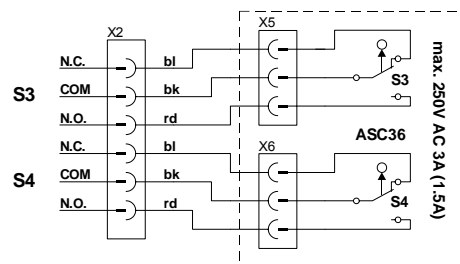 X2
X5
N.C. bl
S3 COM bk S3
N.O. rd
ASC36
N.C. bl X6
S4 COM bk S4
N.O. rd
max. 250V AC 3A (1.5A)